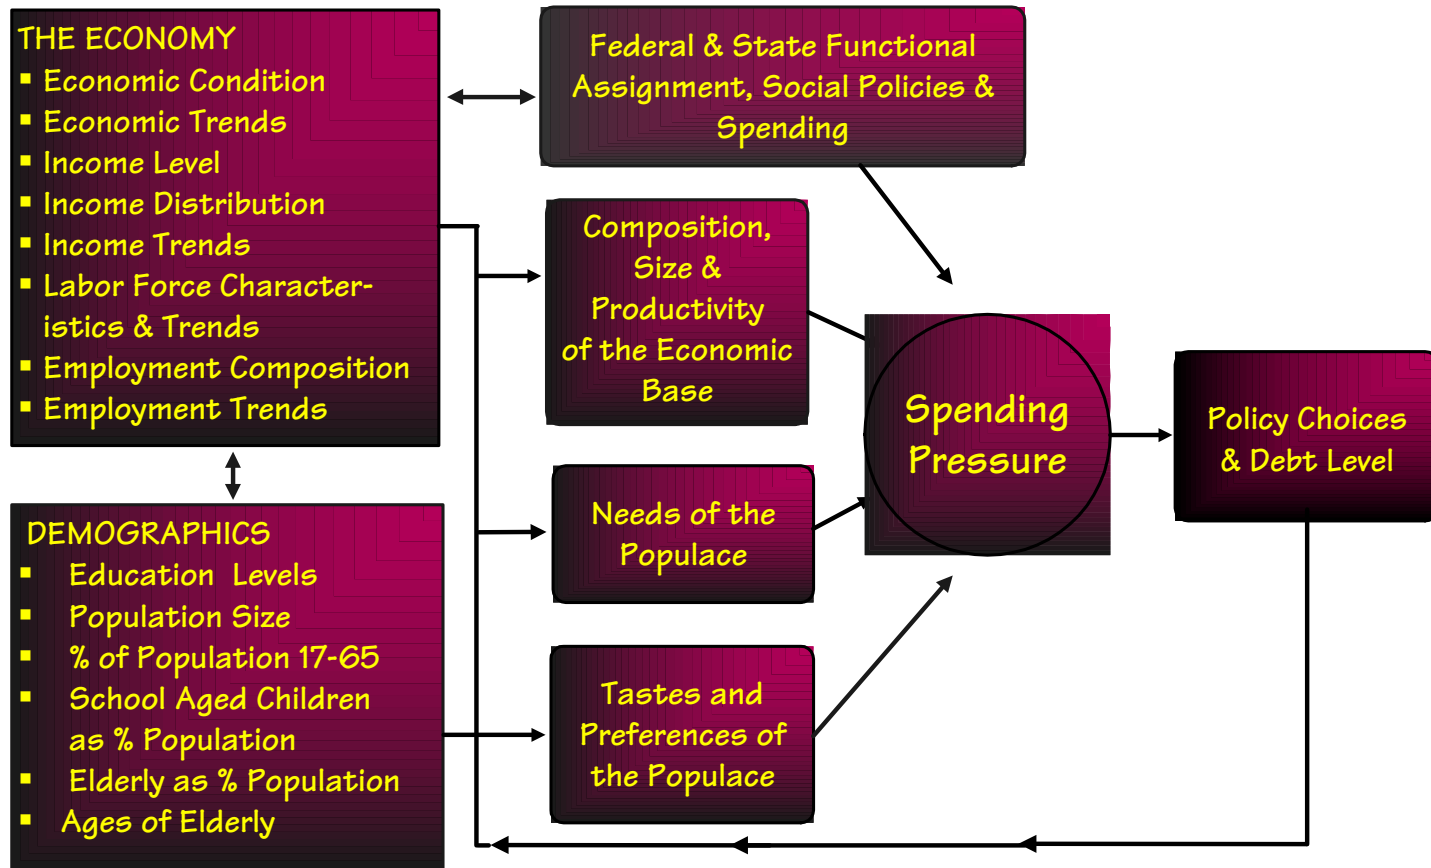 THE ECONOMY
▪ Economic Condition
▪ Economic Trends
▪ Income Level
▪ Income Distribution
▪ Income Trends
▪ Labor Force Character-
istics & Trends
▪ Employment Composition
▪ Employment Trends
Federal & State Functional
Assignment, Social Policies &
Spending
Composition,
Size &
Productivity
of the Economic
Base
Spending
Pressure
Policy Choices
& Debt Level
DEMOGRAPHICS
▪ Education Levels
▪ Population Size
▪ % of Population 17-65
▪ School Aged Children
as % Population
▪ Elderly as % Population
▪ Ages of Elderly
Needs of the
Populace
Tastes and
Preferences of
the Populace